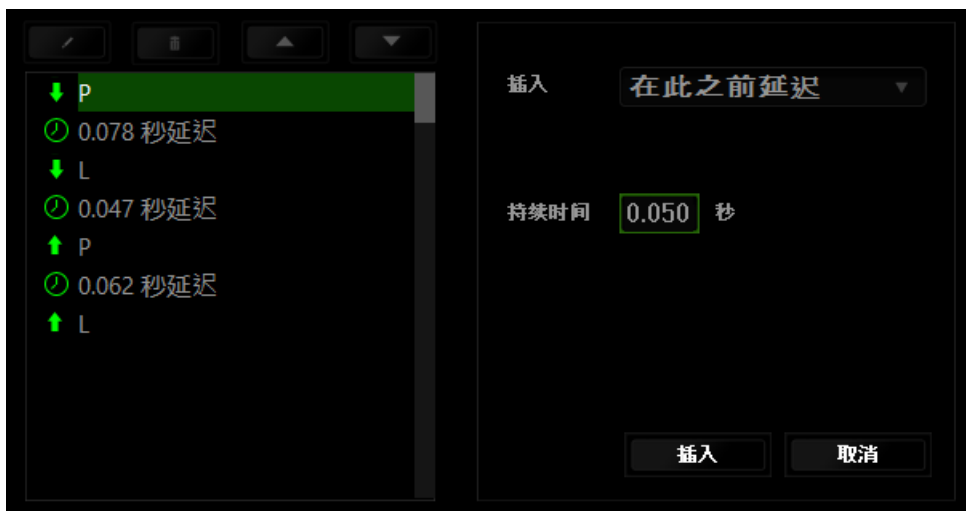 P
0.078 秒延迟
L
0.047 秒延迟
P
0.062 秒延迟
L
插入 在此之前延迟
持续时间 0.050 秒
插入 取消